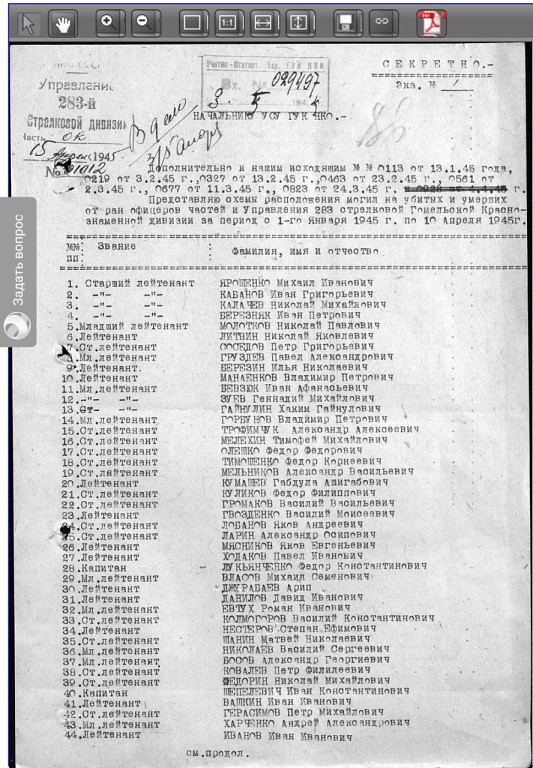 СЕКРЕТНО.-
Экз. № 1
Управление
283-й
Стрелковой дивизии
Часть ОК
15 1945
№ 01012
Вх. № 029497
В дело
НАЧАЛЬНИКУ УСУ ГУК НКО.-
Дополнительно к нашим исходящим № № 0113 от 13.1.45 года,
0219 от 3.2.45 г., 0327 от 13.2.45 г., 0463 от 23.2.45 г., 0561 от
2.3.45 г., 0677 от 11.3.45 г., 0823 от 24.3.45 г. г.
Представляю схемы расположения могил на убитых и умерших
от ран офицеров частей и Управления 283 стрелковой Гомельской Красно-
знаменной дивизии за период с 1-го Января 1945 г. по 10 Апреля 1945г.
№№ пп: Звание Фамилия, имя и отчество
1. Старший лейтенант ЯРОШЕНКО Михаил Иванович
2. -"- -"- КАБАНОВ Иван Григорьевич
3. -"- -"- КАЛАЧЕВ Николай Михайлович
4. -"- -"- БЕРЕЗНЯК Иван Петрович
5.Младший лейтенант МОЛОТКОВ Николай Павлович
6.Лейтенант ЛИТВИН Николай Яковлевич
7.Ст.лейтенант СОСЕДОВ Петр Григорьевич
8.Мл.лейтенант ГРУЗДЕВ Павел Александрович
9.Лейтенант. БЕРЕЗИН Илья Николаевич
10.Лейтенант МАНАЕНКОВ Владимир Петрович
11.Мл.лейтенант БЕВЗЮК Иван Афанасьевич
12.-"- -"- ЗУЕВ Геннадий Михайлович
13.Ст- -"- ГАЙНУЛИН Хаким Гайнулович
14.Мл.лейтенант ГОРБУНОВ Владимир Петрович
15.Ст.лейтенант ТРОФИМЧУК Александр Алексеевич
16.Ст.лейтенант МЕЛЕХИН Тимофей Михайлович
17.Ст.лейтенант ОЛЕШКО Федор Федорович
18.Ст.лейтенант ТИМОШЕНКО Федор Корнеевич
19.Ст.лейтенант МЕЛЬНИКОВ Александр Васильевич
20.Лейтенант КУМАШЕВ Габдула Ашигабович
21.Ст.лейтенант КУЛИКОВ Федор Филиппович
22.Ст.лейтенант ГРОМАКОВ Василий Васильевич
23.Лейтенант ГВОЗДЕНКО Василий Моисеевич
24.Ст.лейтенант ЛОБАНОВ Яков Андреевич
25.Ст.лейтенант ЛАРИН Александр Осипович
26.Лейтенант МЯСНИКОВ Яков Евгеньевич
27.Лейтенант ХОДАКОВ Павел Иванович
28.Капитан ЛУКЬЯНЧЕНКО Федор Константинович
29.Мл.лейтенант ВЛАСОВ Михаил Семенович
30.Лейтенант ДЖУРАБАЕВ Арип
31.Лейтенант ДАНИЛОВ Давид Иванович
32.Мл.лейтенант ЕВТУХ Роман Иванович
33.Ст.лейтенант КОЛМОГОРОВ Василий Константинович
34.Лейтенант НЕСТЕРОВ Степан Ефимович
35.Ст.лейтенант ШАНИН Матвей Николаевич
36.Мл.лейтенант НИКОЛАЕВ Василий Сергеевич
37.Мл.лейтенант БОСОВ Александр Георгиевич
38.Ст.лейтенант КОВАЛЕВ Петр Филилеевич
39.Ст.лейтенант ФЕДОРИН Николай Михайлович
40.Капитан ШЕПЕЛЕВИЧ Иван Константинович
41.Лейтенант ВАШКИН Иван Иванович
42.Ст.лейтенант ГЕРАСИМОВ Петр Михайлович
43.Мл.лейтенант ХАРЧЕНКО Андрей Александрович
44.Лейтенант ИВАНОВ Иван Иванович
см.продол.
Задать вопрос